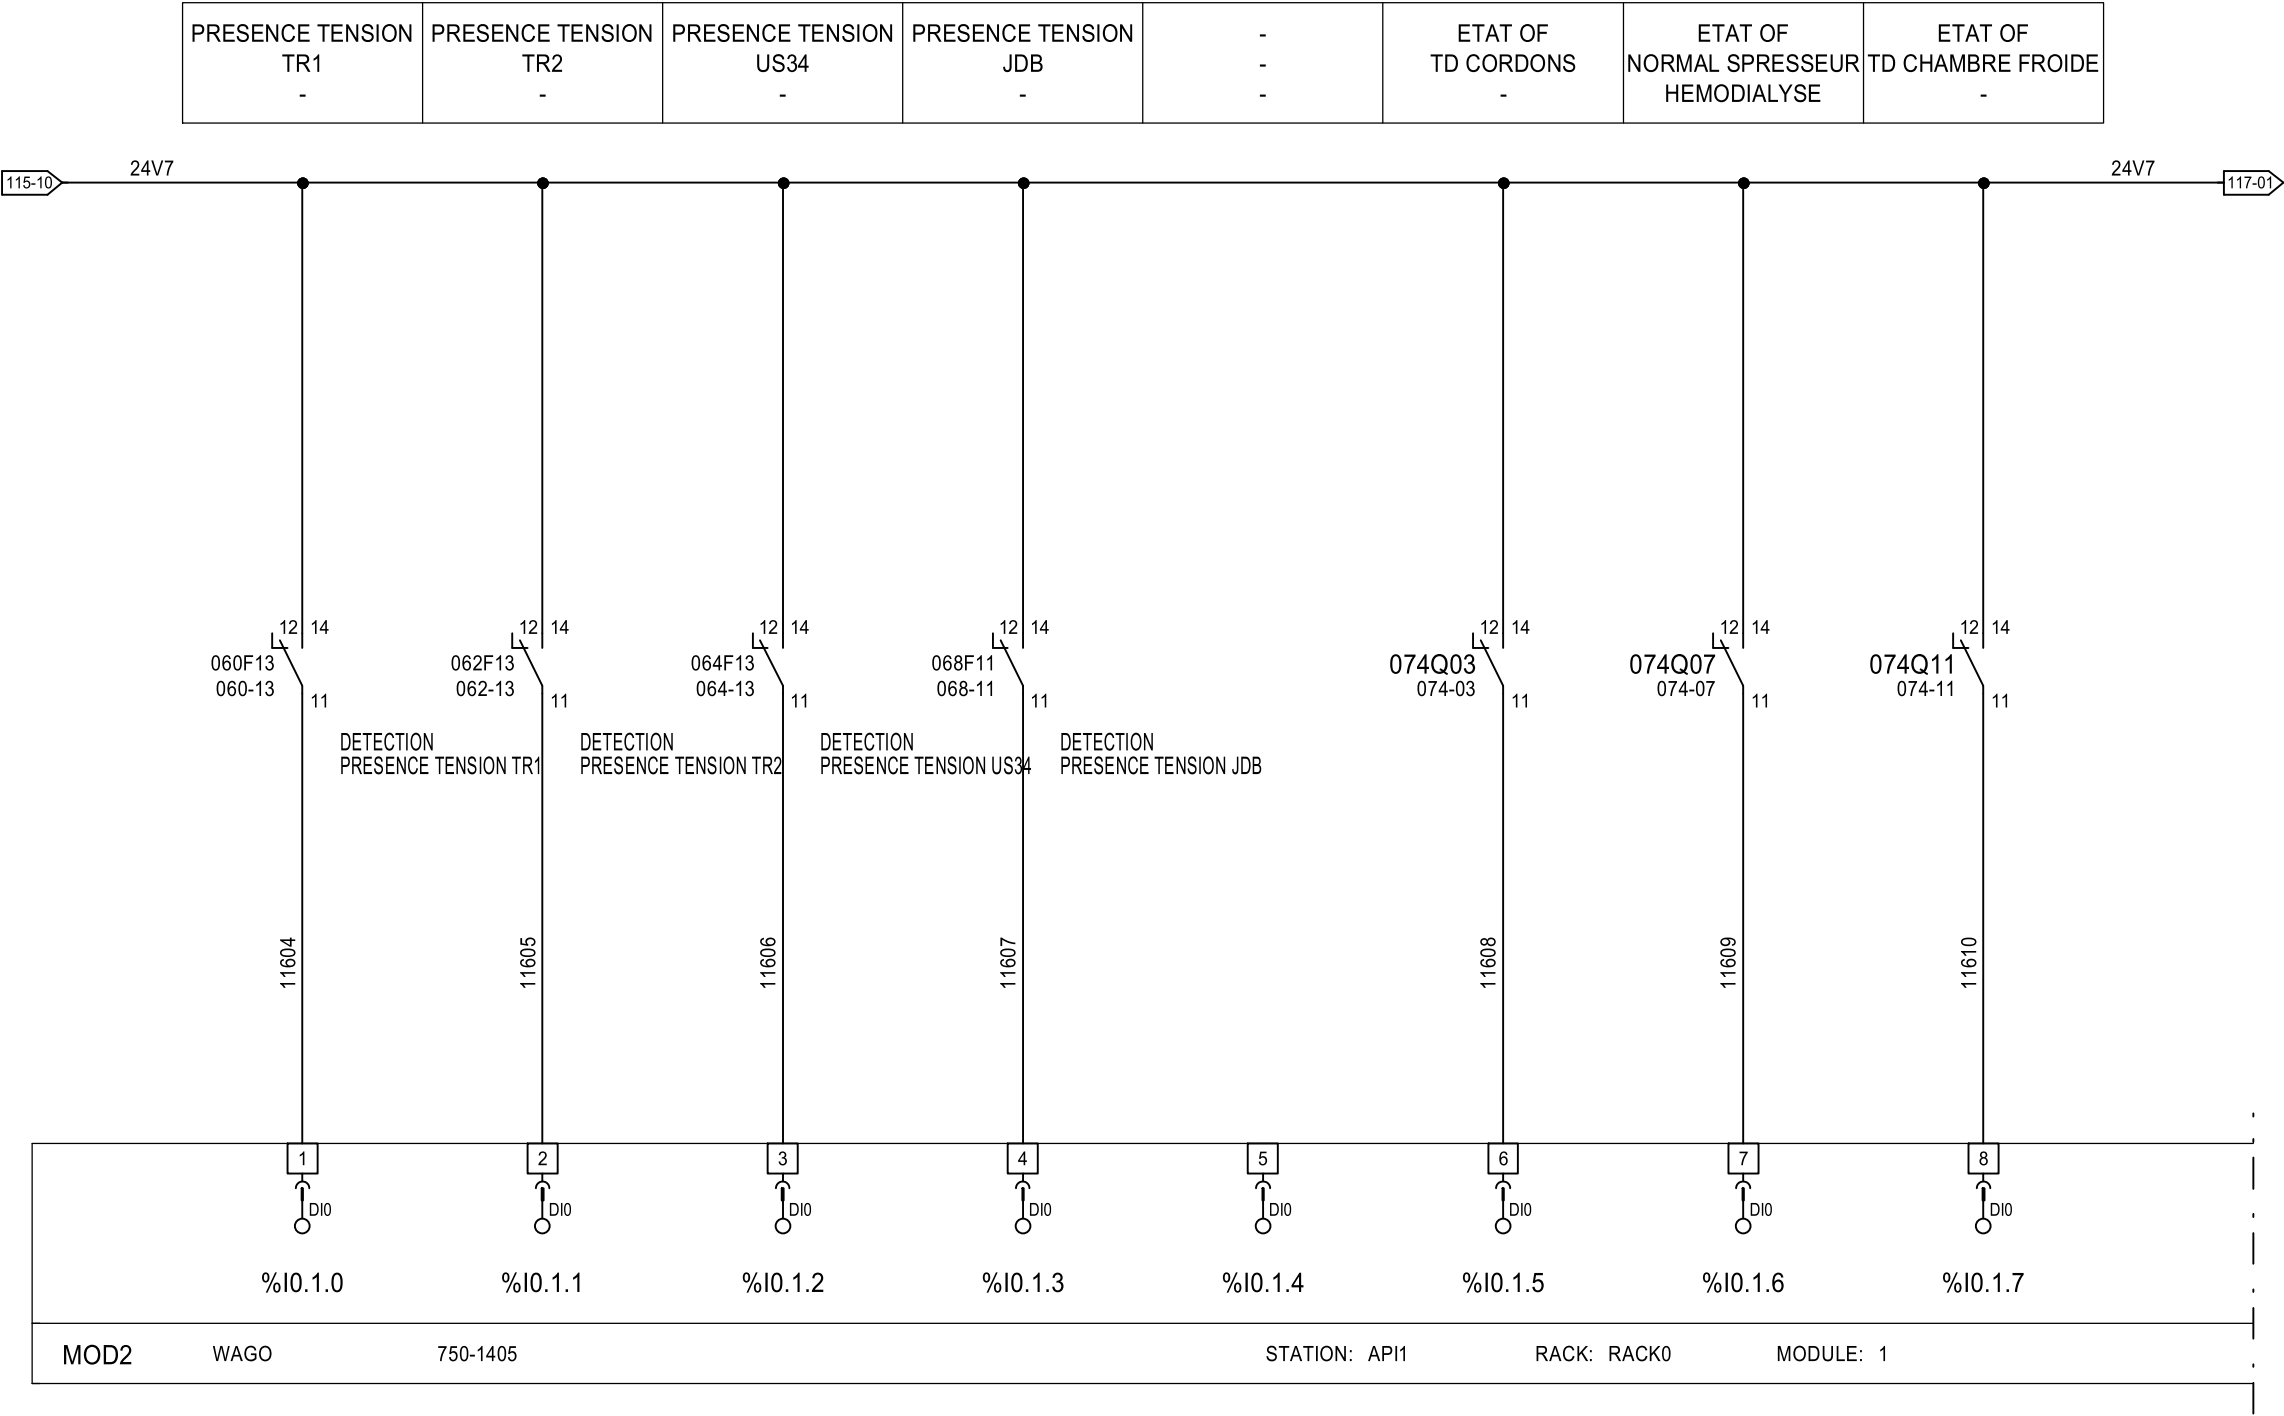 PRESENCE TENSION
TR1
-
PRESENCE TENSION
TR2
-
PRESENCE TENSION
US34
-
PRESENCE TENSION
JDB
-
-
-
-
ETAT OF
TD CORDONS
-
ETAT OF
NORMAL SPRESSEUR
HEMODIALYSE
ETAT OF
TD CHAMBRE FROIDE
-
115-10
24V7
24V7
117-01
12 14
060F13
060-13
11
DETECTION
PRESENCE TENSION TR1
12 14
062F13
062-13
11
DETECTION
PRESENCE TENSION TR2
12 14
064F13
064-13
11
DETECTION
PRESENCE TENSION US34
12 14
068F11
068-11
11
DETECTION
PRESENCE TENSION JDB
12 14
074Q03
074-03
11
12 14
074Q07
074-07
11
12 14
074Q11
074-11
11
11604
11605
11606
11607
11608
11609
11610
1 2 3 4 5 6 7 8
DI0 DI0 DI0 DI0 DI0 DI0 DI0 DI0
%I0.1.0 %I0.1.1 %I0.1.2 %I0.1.3 %I0.1.4 %I0.1.5 %I0.1.6 %I0.1.7
MOD2 WAGO 750-1405 STATION: API1 RACK: RACK0 MODULE: 1